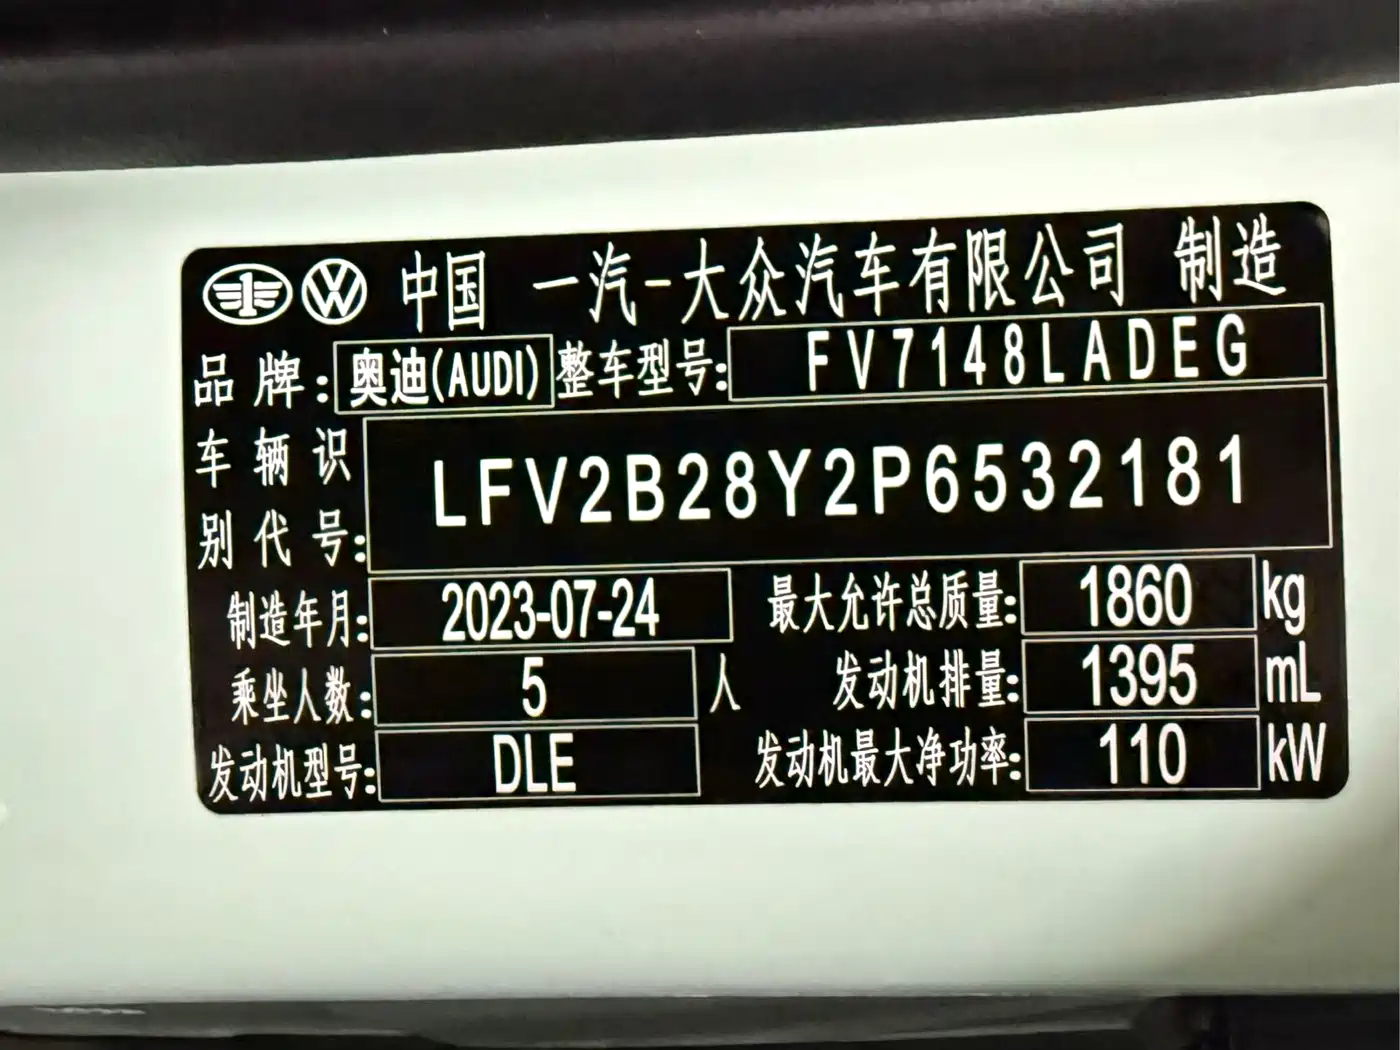 中国 一汽-大众汽车有限公司 制造
品牌: 奥迪(AUDI) 整车型号: FV7148LADEG
车辆识别代号: LFV2B28Y2P6532181
制造年月: 2023-07-24 最大允许总质量: 1860 kg
乘坐人数: 5 人 发动机排量: 1395 mL
发动机型号: DLE 发动机最大净功率: 110 kW